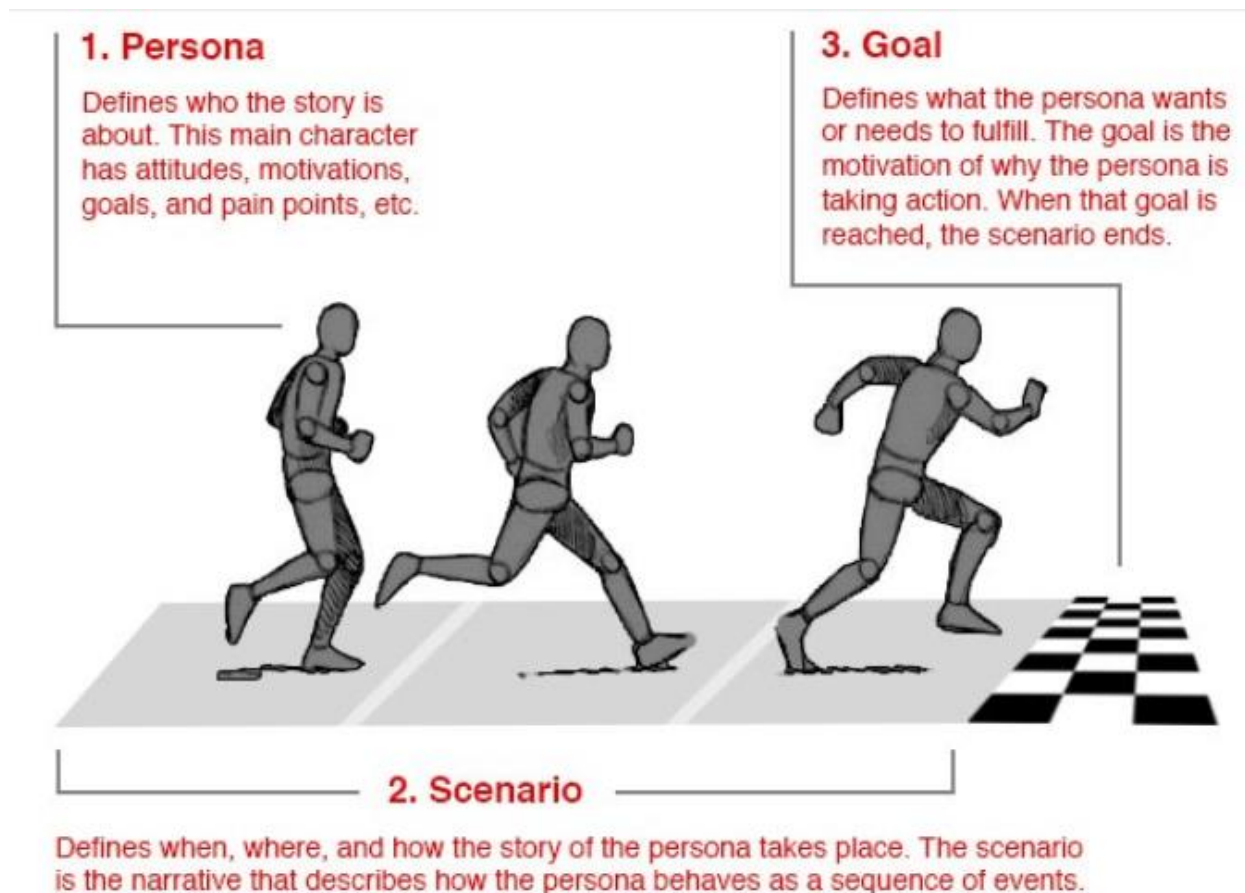 1. Persona
Defines who the story is
about. This main character
has attitudes, motivations,
goals, and pain points, etc.
3. Goal
Defines what the persona wants
or needs to fulfill. The goal is the
motivation of why the persona is
taking action. When that goal is
reached, the scenario ends.
2. Scenario
Defines when, where, and how the story of the persona takes place. The scenario
is the narrative that describes how the persona behaves as a sequence of events.